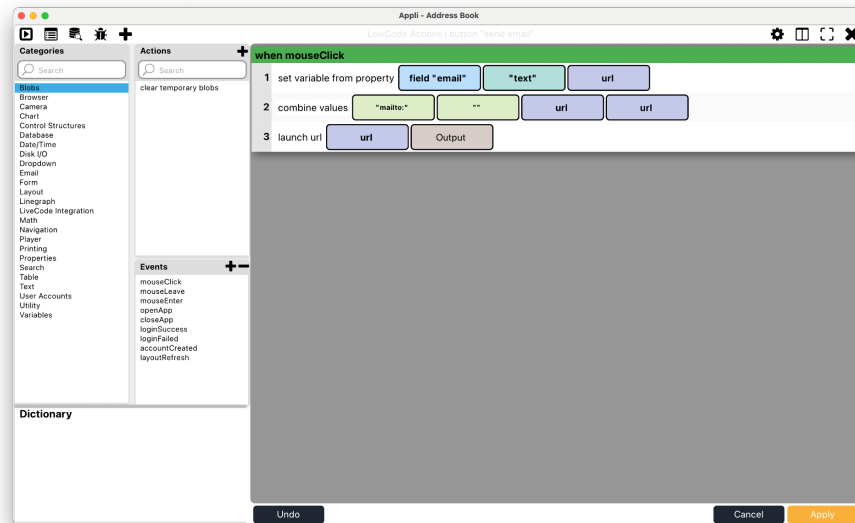 Appli - Address Book
LowCode Actions | button "send email"
Categories
Search
Blobs
Browser
Camera
Chart
Control Structures
Database
Date/Time
Disk I/O
Dropdown
Email
Form
Layout
Linegraph
LiveCode Integration
Math
Navigation
Player
Printing
Properties
Search
Table
Text
User Accounts
Utility
Variables
Actions
Search
clear temporary blobs
Events
mouseClick
mouseLeave
mouseEnter
openApp
closeApp
loginSuccess
loginFailed
accountCreated
layoutRefresh
Dictionary
when mouseClick
1 set variable from property field "email" "text" url
2 combine values "mailto:" "" url url
3 launch url url Output
Undo
Cancel
Apply